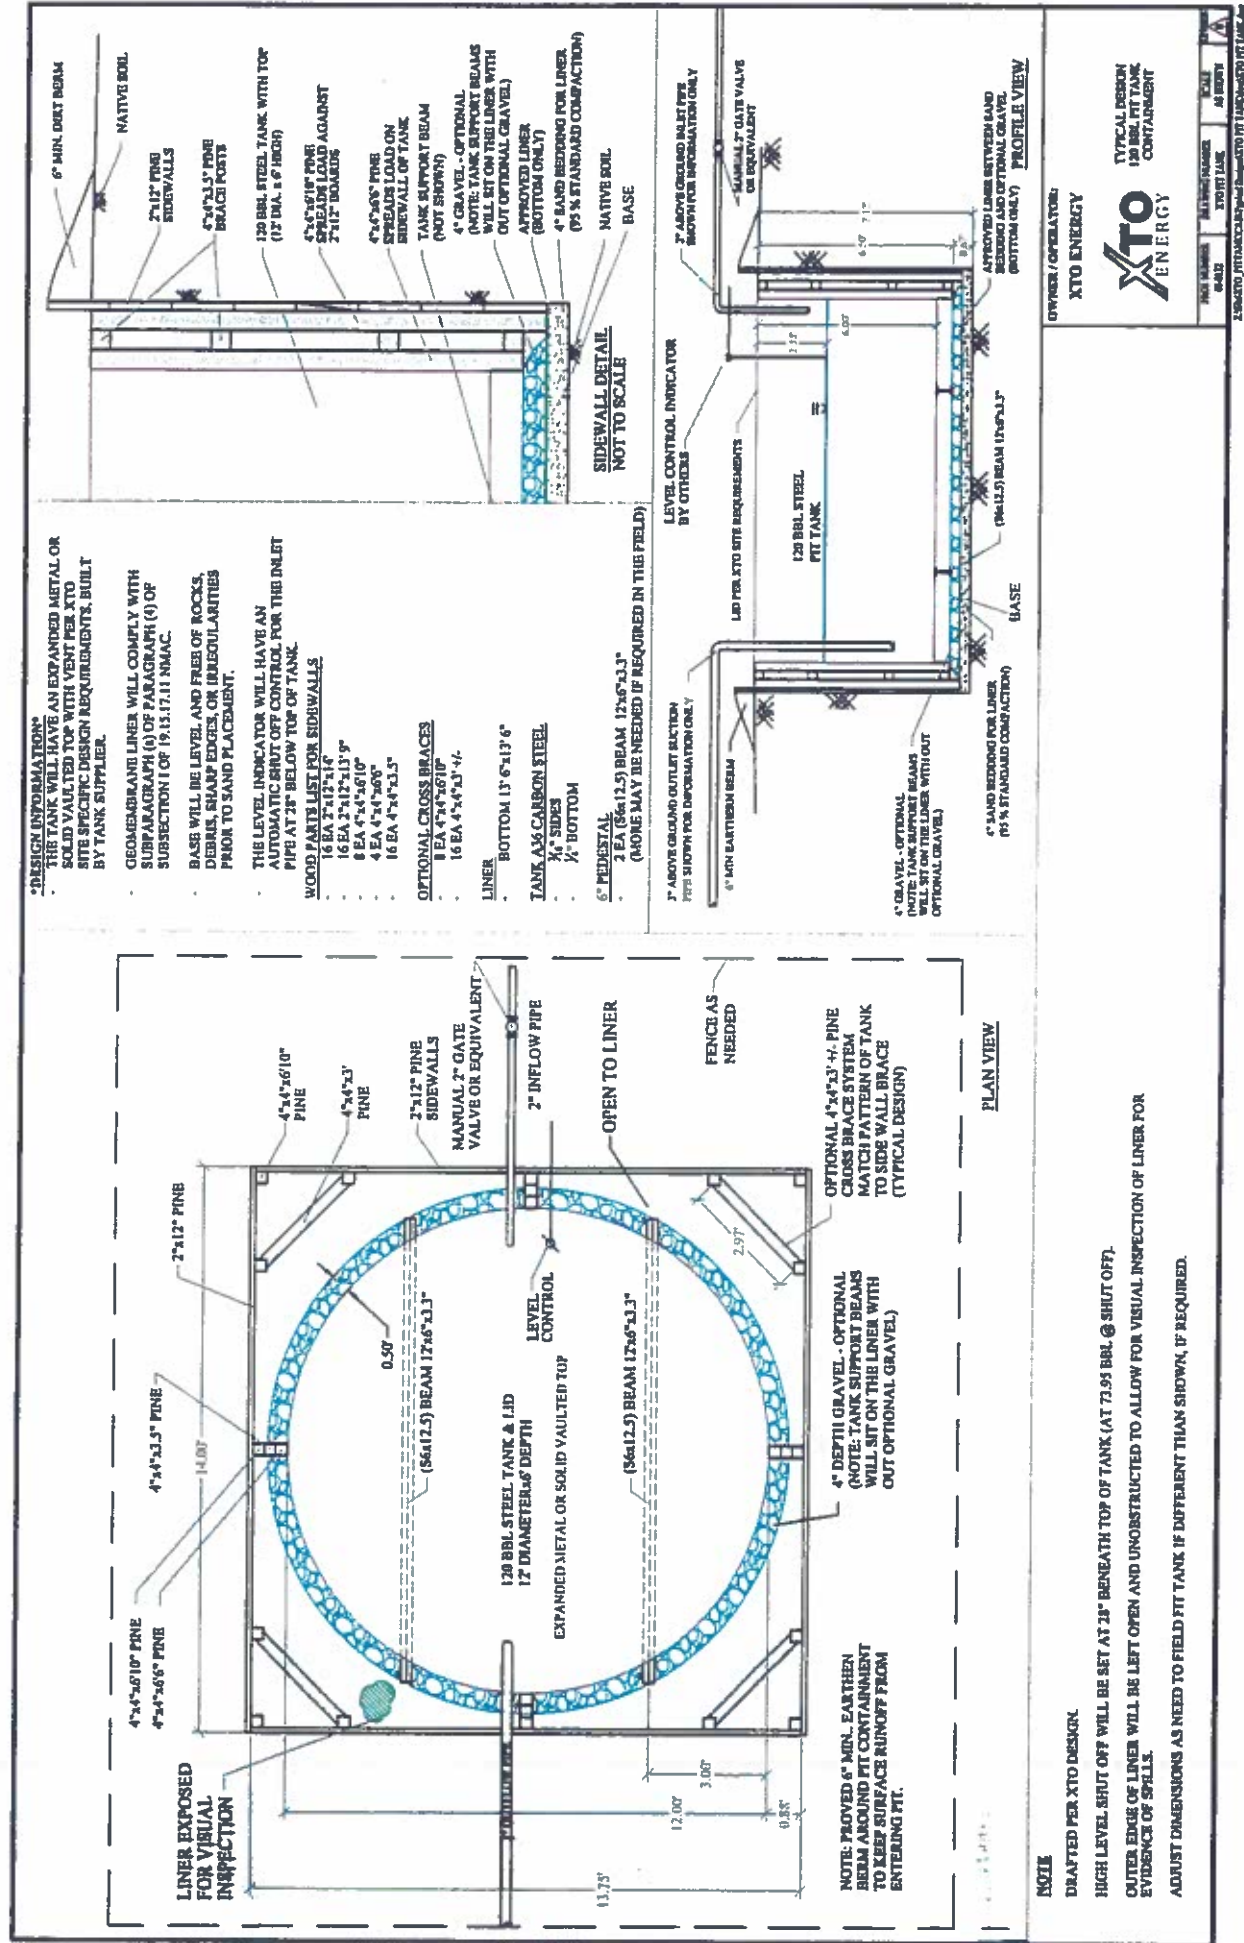 *DESIGN INFORMATION*
- THE TANK WILL HAVE AN EXPANDED METAL OR
SOLID VAULTED TOP WITH VENT PER XTO
SITE SPECIFIC DESIGN REQUIREMENTS, BUILT
BY TANK SUPPLIER.
- GEOMEMBRANE LINER WILL COMPLY WITH
SUBPARAGRAPH (a) OF PARAGRAPH (4) OF
SUBSECTION I OF 19.15.17.11 NMAC.
- BASE WILL BE LEVEL AND FREE OF ROCKS,
DEBRIS, SHARP EDGES, OR IRREGULARITIES
PRIOR TO SAND PLACEMENT.
- THE LEVEL INDICATOR WILL HAVE AN
AUTOMATIC SHUT OFF CONTROL FOR THE INLET
PIPE AT 28" BELOW TOP OF TANK.
WOOD PARTS LIST FOR SIDEWALLS
- 16 EA 2"x12"x14'
- 16 EA 2"x12"x13'9"
- 8 EA 4"x4"x6'10"
- 4 EA 4"x4"x6'6"
- 16 EA 4"x4"x3.5"
OPTIONAL CROSS BRACES
- 8 EA 4"x4"x6'10"
- 16 EA 4"x4"x3' +/-
LINER
- BOTTOM 13' 6"x13' 6"
TANK A36 CARBON STEEL
- 3/16" SIDES
- 1/4" BOTTOM
6" PEDESTAL
- 2 EA (S6x12.5) BEAM 12'x6"x3.3"
(MORE MAY BE NEEDED IF REQUIRED IN THE FIELD)
6" MIN. DIRT BERM
NATIVE SOIL
2"x12" PINE
SIDEWALLS
4"x4"x3.5" PINE
BRACE POSTS
120 BBL STEEL TANK WITH TOP
(12' DIA. x 6' HIGH)
4"x4"x6'10" PINE
SPREADS LOAD AGAINST
2"x12" BOARDS
4"x4"x6'6" PINE
SPREADS LOAD ON
SIDEWALL OF TANK
TANK SUPPORT BEAM
(NOT SHOWN)
4" GRAVEL - OPTIONAL
(NOTE: TANK SUPPORT BEAMS
WILL SIT ON THE LINER WITH
OUT OPTIONAL GRAVEL)
APPROVED LINER
(BOTTOM ONLY)
4" SAND BEDDING FOR LINER
(95 % STANDARD COMPACTION)
NATIVE SOIL
BASE
SIDEWALL DETAIL
NOT TO SCALE
4"x4"x6'10" PINE
4"x4"x6'6" PINE
4"x4"x3.5" PINE
2"x12" PINE
4"x4"x6'10"
PINE
4"x4"x3'
PINE
2"x12" PINE
SIDEWALLS
MANUAL 2" GATE
VALVE OR EQUIVALENT
2" INFLOW PIPE
OPEN TO LINER
FENCE AS
NEEDED
LINER EXPOSED
FOR VISUAL
INSPECTION
14.00'
0.50'
(S6x12.5) BEAM 12'x6"x3.3"
120 BBL STEEL TANK & LID
12' DIAMETERx6' DEPTH
EXPANDED METAL OR SOLID VAULTED TOP
LEVEL
CONTROL
(S6x12.5) BEAM 12'x6"x3.3"
2.97'
3.00'
12.00'
0.88'
13.75'
OPTIONAL 4"x4"x3' +/- PINE
CROSS BRACE SYSTEM
MATCH PATTERN OF TANK
TO SIDE WALL BRACE
(TYPICAL DESIGN)
4" DEPTH GRAVEL - OPTIONAL
(NOTE: TANK SUPPORT BEAMS
WILL SIT ON THE LINER WITH
OUT OPTIONAL GRAVEL)
NOTE: PROVED 6" MIN. EARTHEN
BERM AROUND PIT CONTAINMENT
TO KEEP SURFACE RUNOFF FROM
ENTERING PIT.
PLAN VIEW
3" ABOVE GROUND OUTLET SUCTION
PIPE SHOWN FOR INFORMATION ONLY
6" MIN EARTHERN BERM
LEVEL CONTROL INDICATOR
BY OTHERS
LID PER XTO SITE REQUIREMENTS
120 BBL STEEL
PIT TANK
2" ABOVE GROUND INLET PIPE
SHOWN FOR INFORMATION ONLY
MANUAL 2" GATE VALVE
OR EQUIVALENT
6.00'
4" GRAVEL - OPTIONAL
(NOTE: TANK SUPPORT BEAMS
WILL SIT ON THE LINER WITH OUT
OPTIONAL GRAVEL)
4" SAND BEDDING FOR LINER
(95 % STANDARD COMPACTION)
BASE
(S6x12.5) BEAM 12'x6"x3.3"
APPROVED LINER BETWEEN SAND
BEDDING AND OPTIONAL GRAVEL
(BOTTOM ONLY)
PROFILE VIEW
NOTE
DRAFTED PER XTO DESIGN.
HIGH LEVEL SHUT OFF WILL BE SET AT 28" BENEATH TOP OF TANK (AT 73.95 BBL @ SHUT OFF).
OUTER EDGE OF LINER WILL BE LEFT OPEN AND UNOBSTRUCTED TO ALLOW FOR VISUAL INSPECTION OF LINER FOR
EVIDENCE OF SPILLS.
ADJUST DIMENSIONS AS NEED TO FIELD FIT TANK IF DIFFERENT THAN SHOWN, IF REQUIRED.
OWNER / OPERATOR:
XTO ENERGY
XTO
ENERGY
TYPICAL DESIGN
120 BBL PIT TANK
CONTAINMENT
SCALE
AS SHOWN